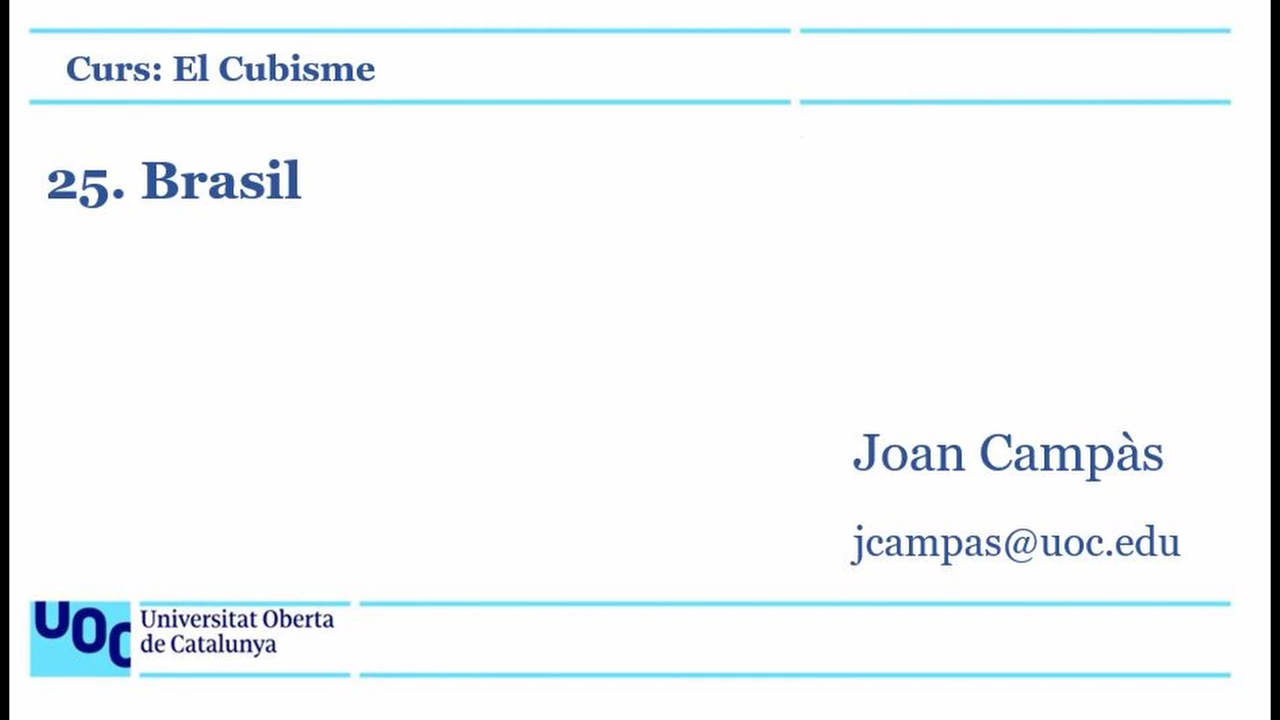 Curs: El Cubisme
25. Brasil
Joan Campàs
jcampas@uoc.edu
UOC
Universitat Oberta
de Catalunya